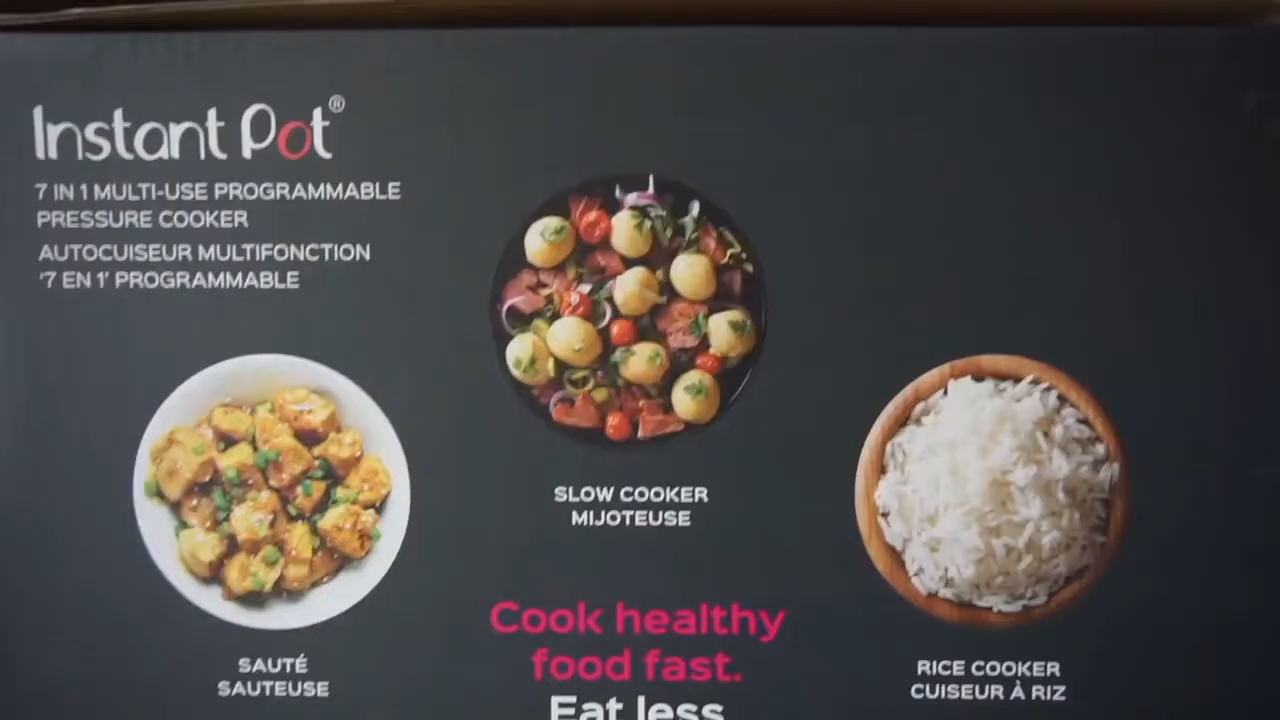 Instant Pot®
7 IN 1 MULTI-USE PROGRAMMABLE
PRESSURE COOKER
AUTOCUISEUR MULTIFONCTION
'7 EN 1' PROGRAMMABLE
SLOW COOKER
MIJOTEUSE
SAUTÉ
SAUTEUSE
RICE COOKER
CUISEUR À RIZ
Cook healthy
food fast.
Eat less